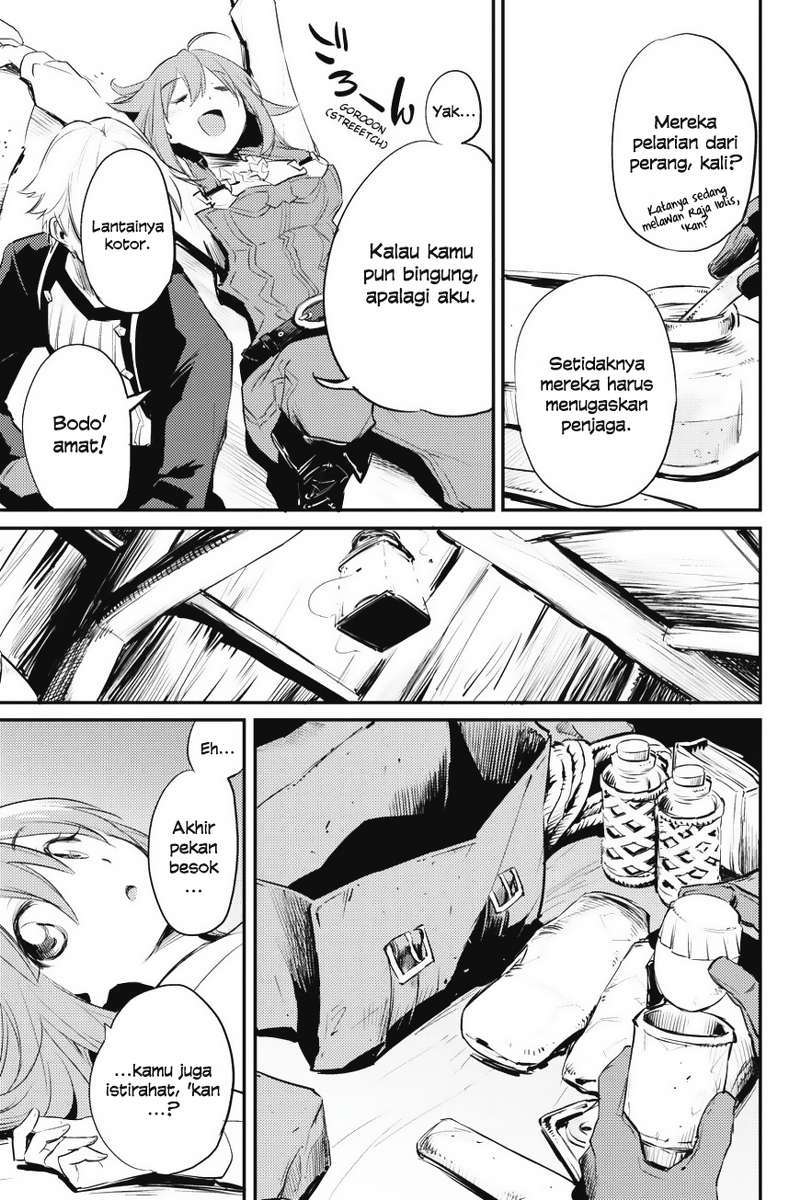 Mereka
pelarian dari
perang, kali?
Katanya sedang
melawan Raja Iblis,
'kan?
Setidaknya
mereka harus
menugaskan
penjaga.
Yak...
ごろーん
GOROOON
(STREEETCH)
Kalau kamu
pun bingung,
apalagi aku.
Lantainya
kotor.
Bodo'
amat!
Eh...
Akhir
pekan
besok
...
...kamu juga
istirahat, 'kan
...?